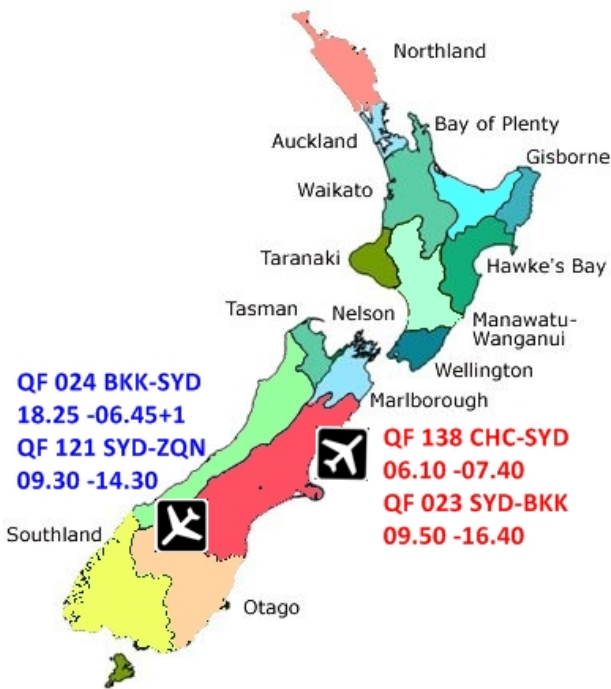 Northland
Auckland
Bay of Plenty
Gisborne
Waikato
Taranaki
Hawke's Bay
Tasman
Nelson
Manawatu-
Wanganui
Wellington
Marlborough
QF 024 BKK-SYD
18.25 -06.45+1
QF 121 SYD-ZQN
09.30 -14.30
QF 138 CHC-SYD
06.10 -07.40
QF 023 SYD-BKK
09.50 -16.40
Southland
Otago